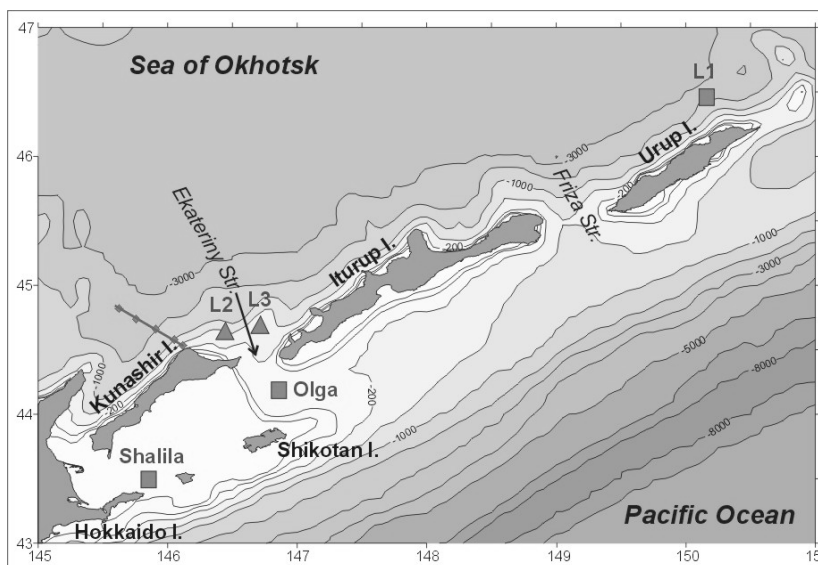 47
Sea of Okhotsk
L1
46
Urup I.
-3000
-200
-1000
Friza Str.
Ekateriny Str.
Iturup I.
-200
-1000
-3000
45
-3000
L2
L3
-5000
Kunashir I.
-1000
-200
-8000
Olga
-200
44
-1000
-8000
Shikotan I.
Shalila
Pacific Ocean
Hokkaido I.
43
145
146
147
148
149
150
15